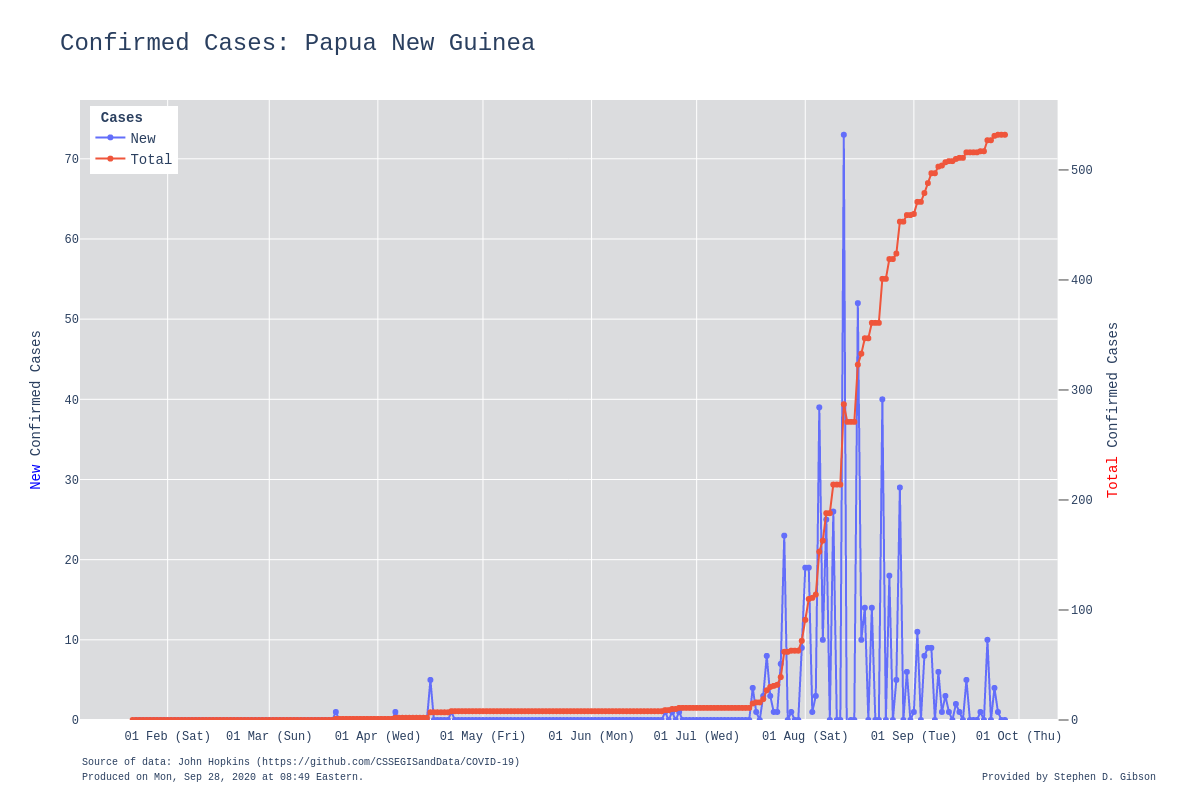 Confirmed Cases: Papua New Guinea
Cases
New
Total
70
60
50
40
30
20
10
0
500
400
300
200
100
0
New Confirmed Cases
Total Confirmed Cases
01 Feb (Sat) 01 Mar (Sun) 01 Apr (Wed) 01 May (Fri) 01 Jun (Mon) 01 Jul (Wed) 01 Aug (Sat) 01 Sep (Tue) 01 Oct (Thu)
Source of data: John Hopkins (https://github.com/CSSEGISandData/COVID-19)
Produced on Mon, Sep 28, 2020 at 08:49 Eastern.
Provided by Stephen D. Gibson